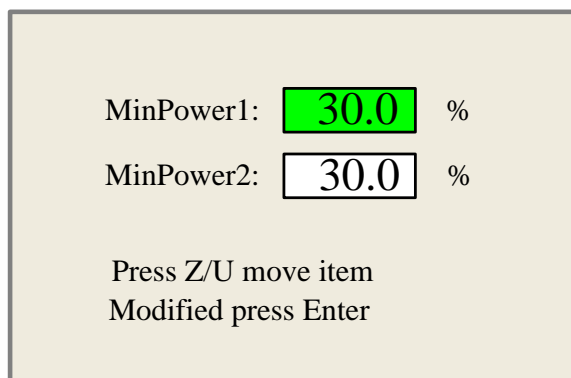 MinPower1: 30.0 %
MinPower2: 30.0 %
Press Z/U move item
Modified press Enter